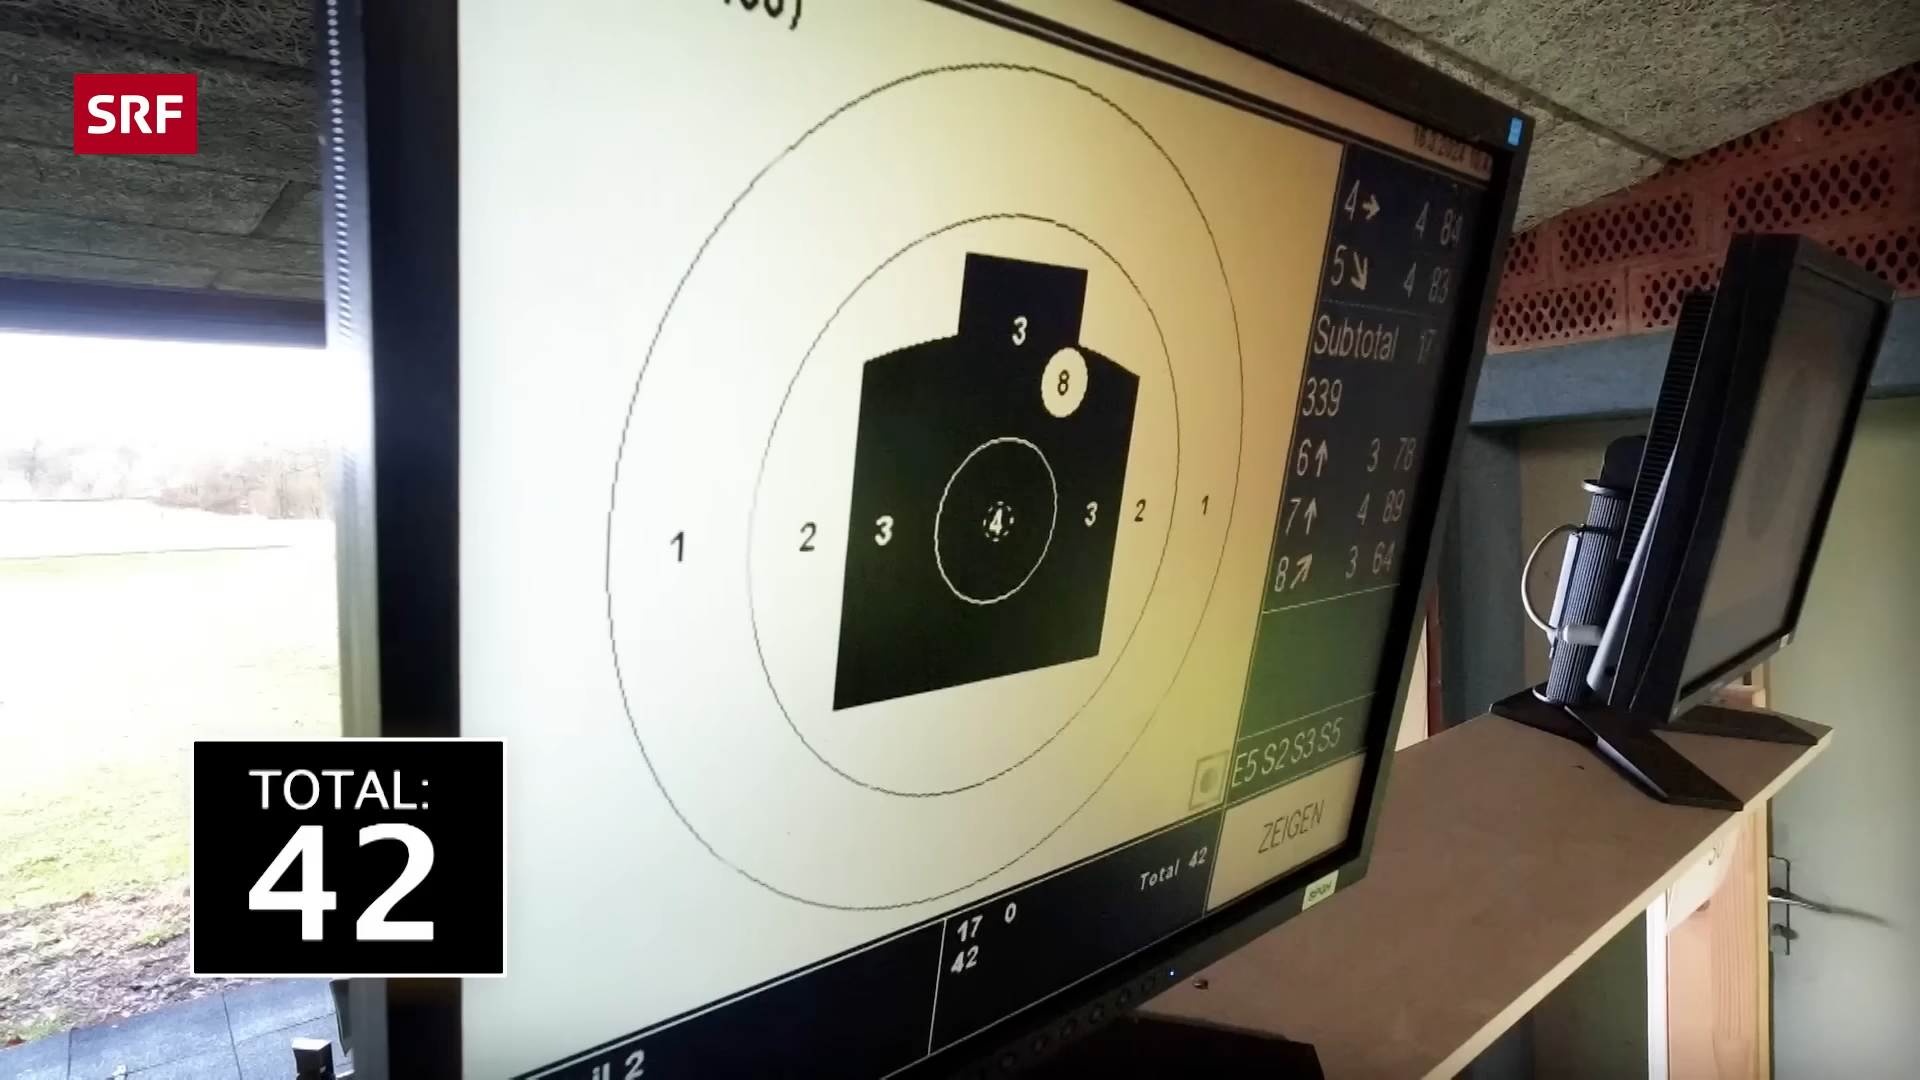 SRF
4→ 4 84
5↘ 4 83
Subtotal 17
339
6↑ 3 78
7↑ 4 89
8↗ 3 64
3
8
1 2 3 4 3 2 1
E5 S2 S3 S5
ZEIGEN
Total 42
17 0
42
2
TOTAL:
42